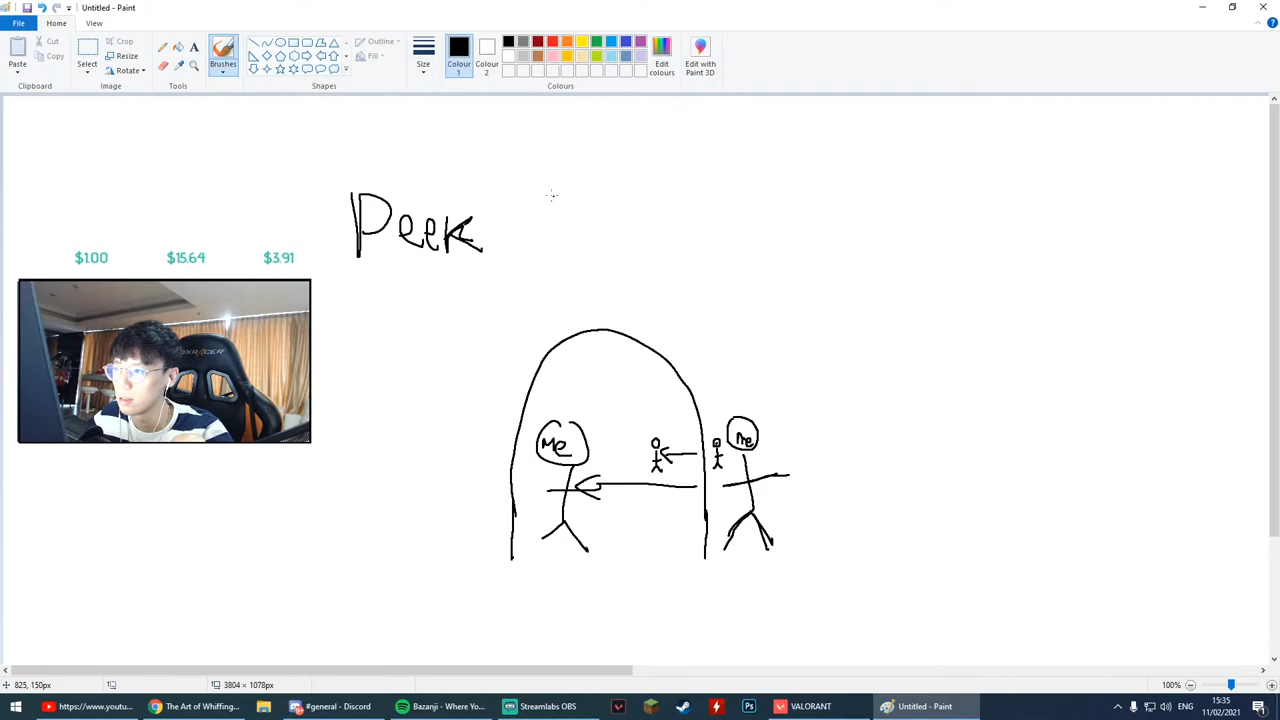 Untitled - Paint
File
Home
View
Paste
Cut
Copy
Clipboard
Select
Crop
Resize
Rotate
Image
A
Tools
Brushes
Shapes
Outline
Fill
Size
Colour 1
Colour 2
Edit colours
Edit with Paint 3D
Colours
Peek
$1.00 $15.64 $3.91
Me
Me
825, 150px
3804 × 1078px
100%
https://www.youtu...
The Art of Whiffing...
#general - Discord
Bazanji - Where Yo...
Streamlabs OBS
Ps
VALORANT
Untitled - Paint
15:35
11/02/2021